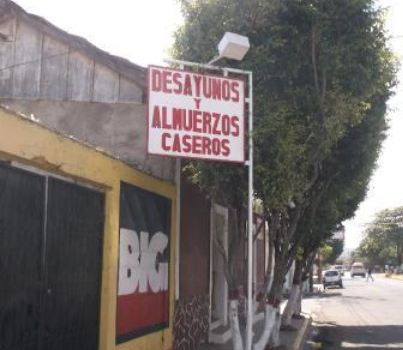 DESAYUNOS
Y
ALMUERZOS
CASEROS
BIG